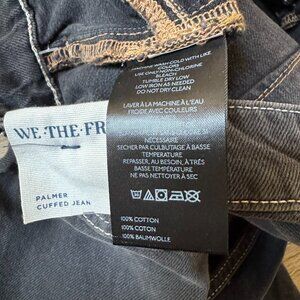 WE THE FR
PALMER
CUFFED JEAN
MACHINE WASH COLD WITH LIKE
COLORS
USE ONLY NON-CHLORINE
BLEACH
TUMBLE DRY LOW
LOW IRON AS NEEDED
DO NOT DRY CLEAN
LAVER À LA MACHINE À L'EAU
FROIDE AVEC COULEURS
NÉCESSAIRE
SECHER PAR CULBUTAGE À BASSE
TEMPERATURE
REPASSER, AU BESOIN, À TRÈS
BASSE TEMPÉRATURE
NE PAS NETTOYER À SEC
100% COTTON
100% COTON
100% BAUMWOLLE